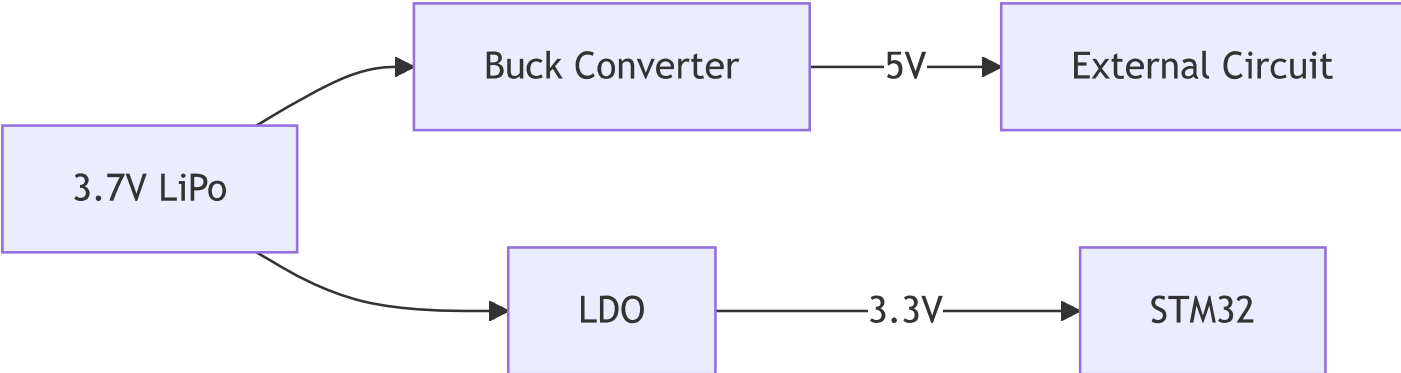 Buck Converter
5V
External Circuit
3.7V LiPo
LDO
3.3V
STM32